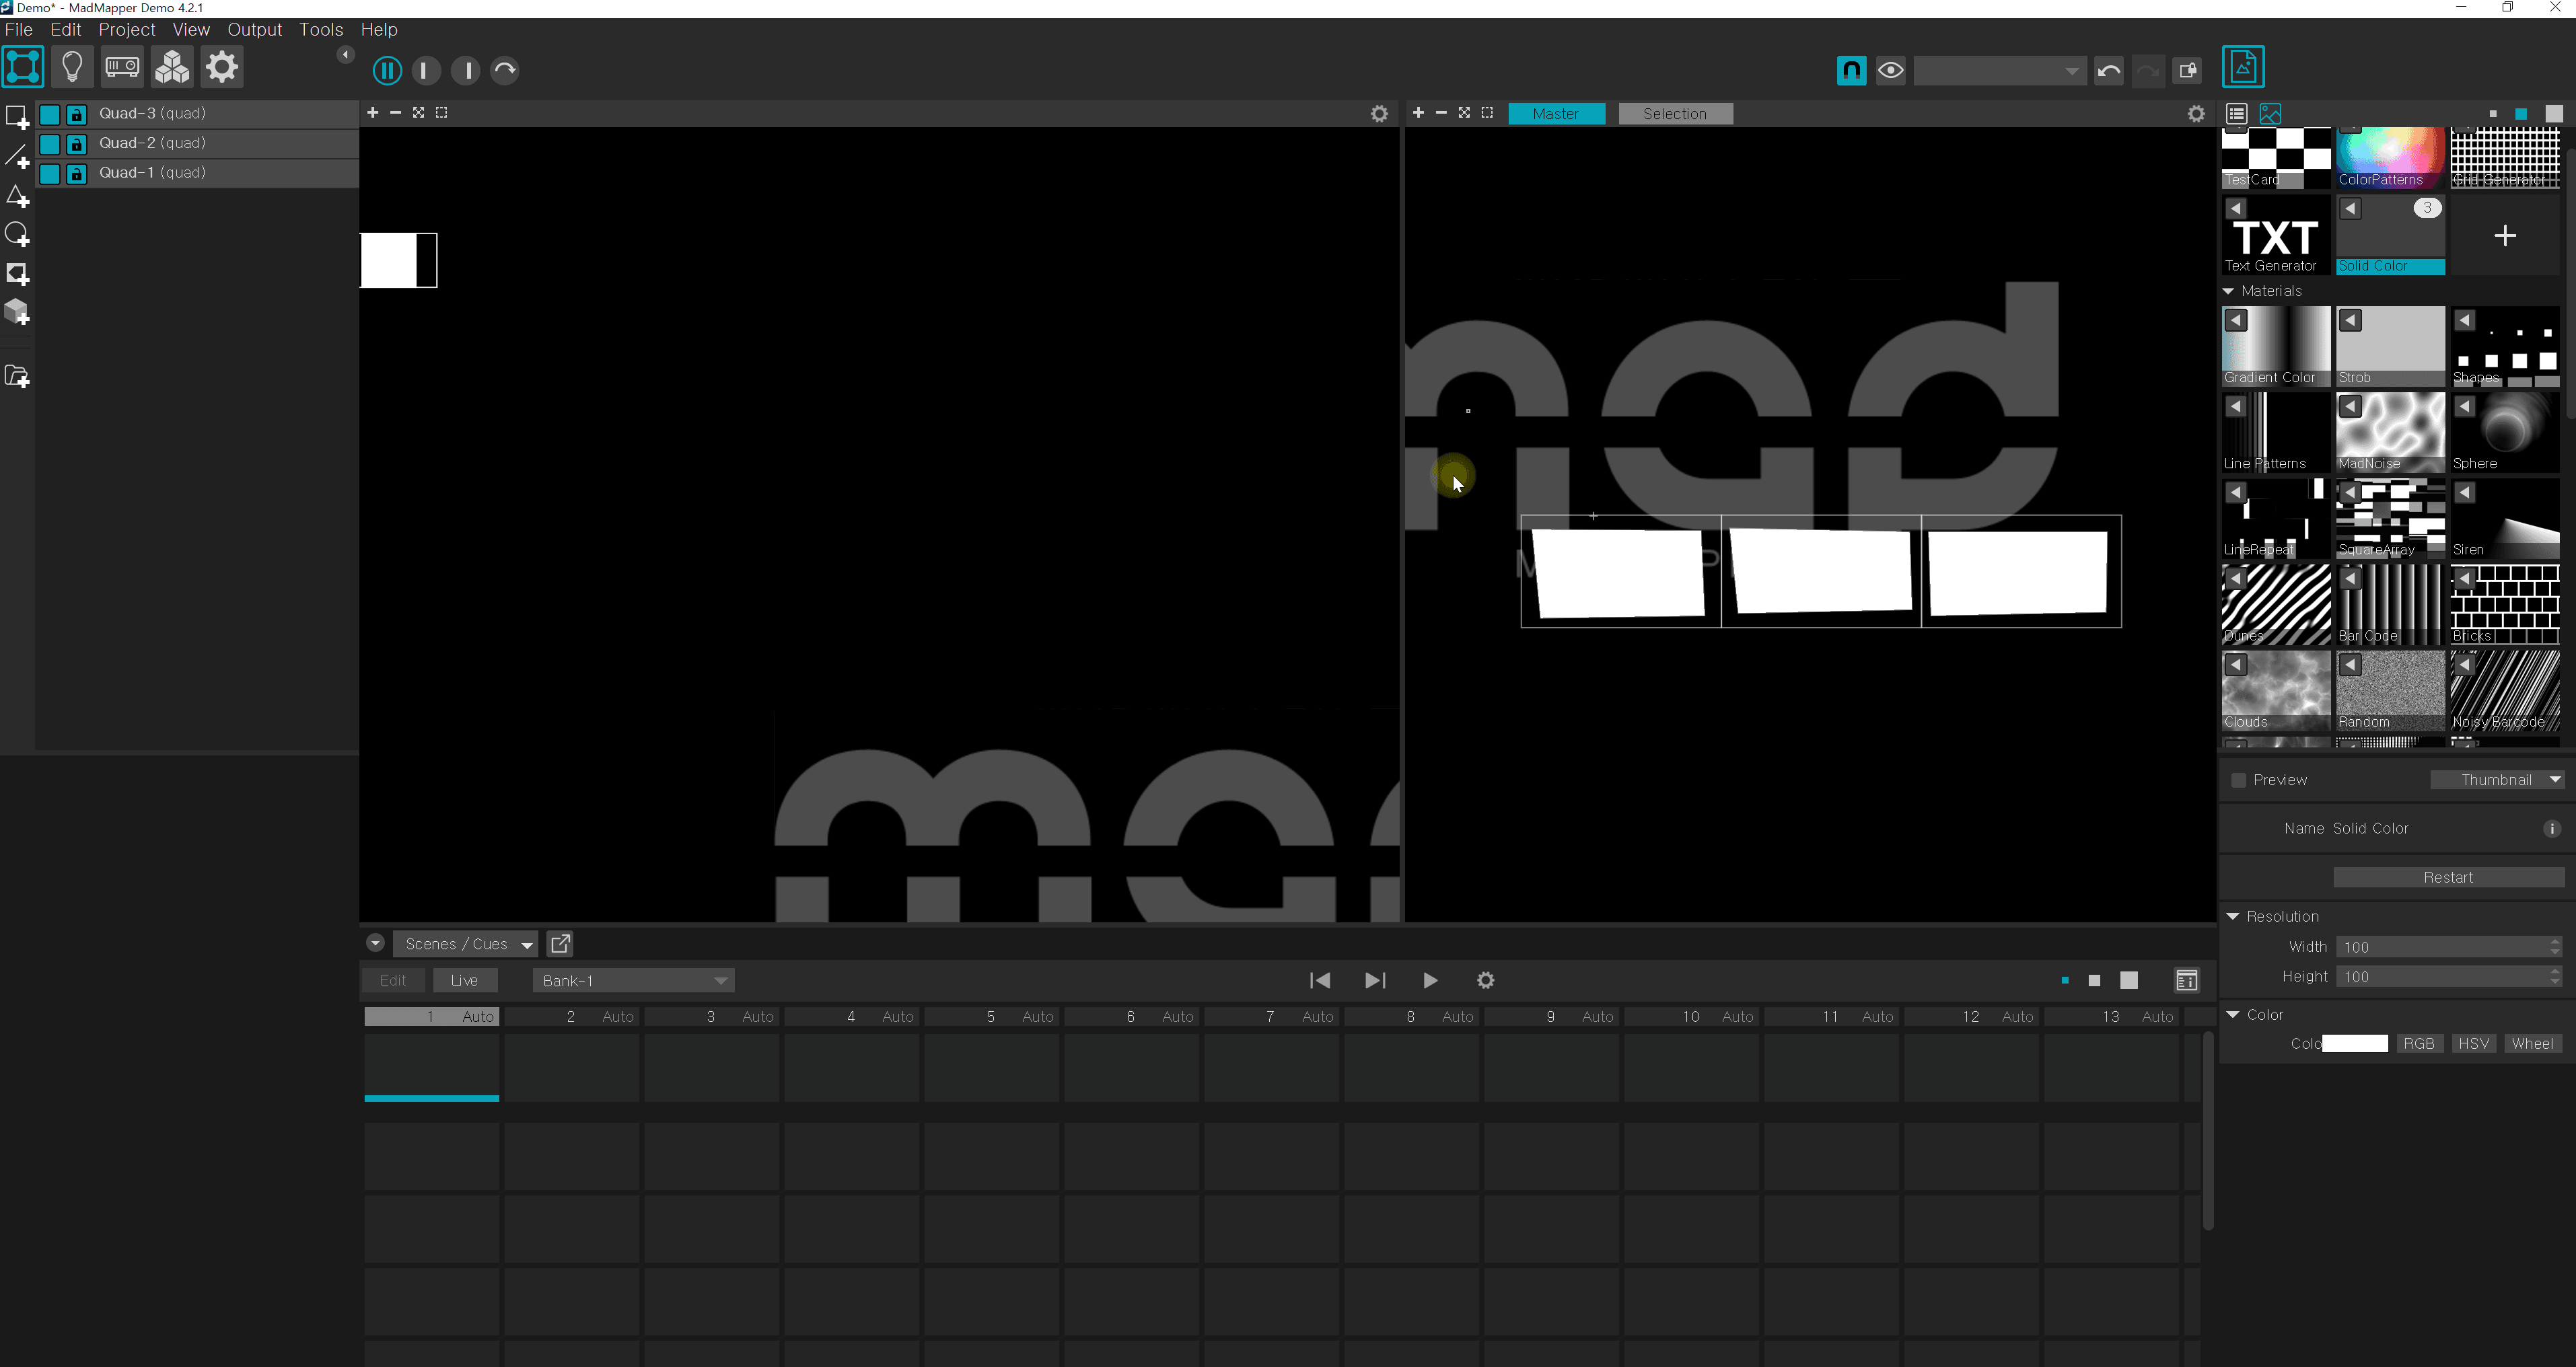 Demo* - MadMapper Demo 4.2.1
File Edit Project View Output Tools Help
Quad-3 (quad)
Quad-2 (quad)
Quad-1 (quad)
Master Selection
TestCard ColorPatterns Grid Generator
TXT 3
Text Generator Solid Color
Materials
Gradient Color Strob Shapes
Line Patterns MadNoise Sphere
LineRepeat SquareArray Siren
Dunes Bar Code Bricks
Clouds Random Noisy Barcode
mad
Preview Thumbnail
Name Solid Color
Restart
Resolution
Width 100
Height 100
Color
Colo RGB HSV Wheel
Scenes / Cues
Edit Live Bank-1
1 Auto 2 Auto 3 Auto 4 Auto 5 Auto 6 Auto 7 Auto 8 Auto 9 Auto 10 Auto 11 Auto 12 Auto 13 Auto